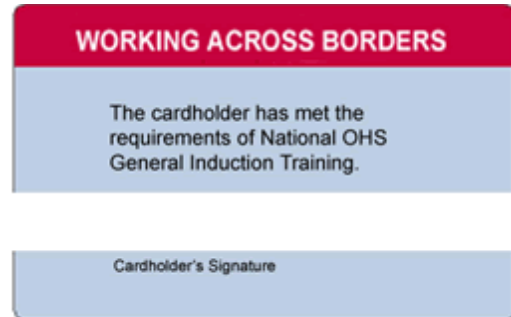 WORKING ACROSS BORDERS
The cardholder has met the
requirements of National OHS
General Induction Training.
Cardholder's Signature